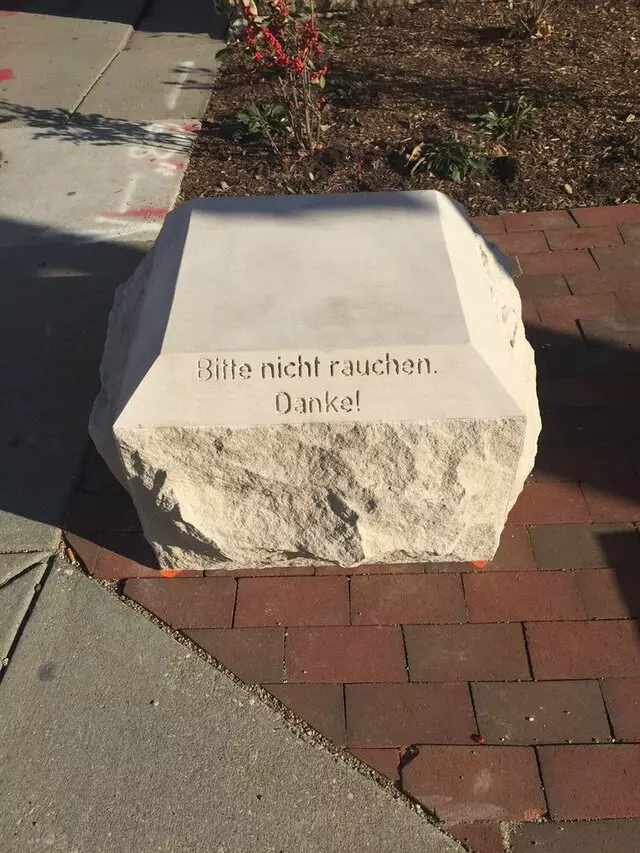 Bitte nicht rauchen.
Danke!